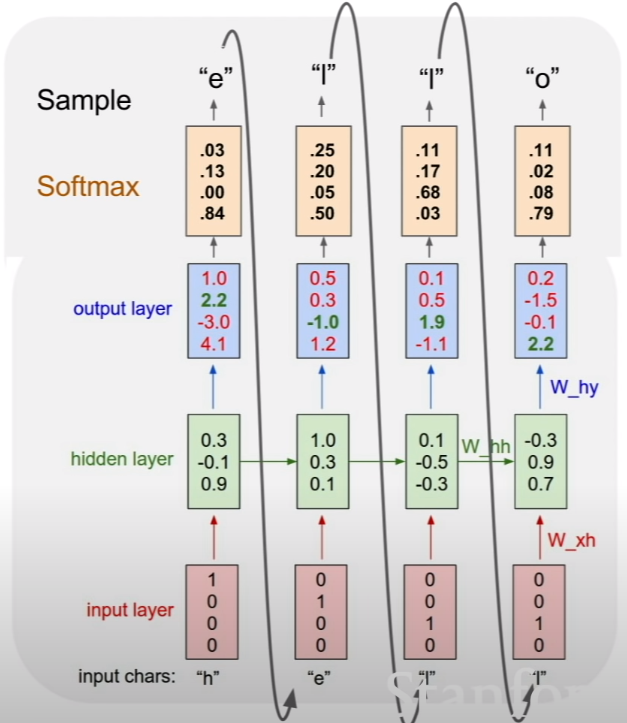 “e” “l” “l” “o”
Sample
Softmax
.03 .25 .11 .11
.13 .20 .17 .02
.00 .05 .68 .08
.84 .50 .03 .79
output layer
1.0 0.5 0.1 0.2
2.2 0.3 0.5 -1.5
-3.0 -1.0 1.9 -0.1
4.1 1.2 -1.1 2.2
W_hy
hidden layer
0.3 1.0 0.1 -0.3
-0.1 0.3 -0.5 0.9
0.9 0.1 -0.3 0.7
W_hh
W_xh
input layer
1 0 0 0
0 1 0 0
0 0 1 1
0 0 0 0
input chars: “h” “e” “l” “l”